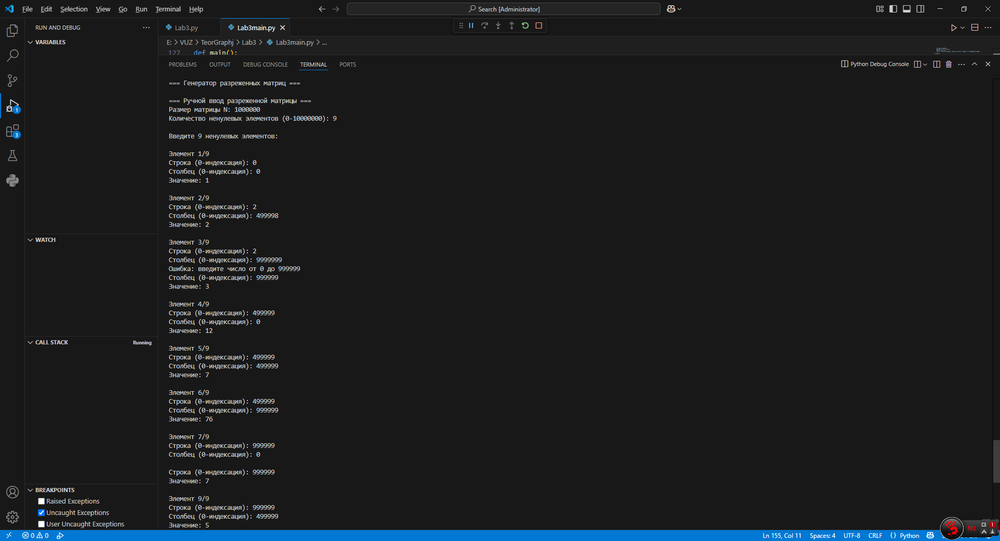 File Edit Selection View Go Run Terminal Help
Search [Administrator]
RUN AND DEBUG
Lab3.py
Lab3main.py
E: > VUZ > TeorGraphj > Lab3 > Lab3main.py > ...
127 def main():
VARIABLES
WATCH
CALL STACK
Running
BREAKPOINTS
Raised Exceptions
Uncaught Exceptions
User Uncaught Exceptions
1
3
PROBLEMS OUTPUT DEBUG CONSOLE TERMINAL PORTS
Python Debug Console
=== Генератор разреженных матриц ===
=== Ручной ввод разреженной матрицы ===
Размер матрицы N: 1000000
Количество ненулевых элементов (0-10000000): 9
Введите 9 ненулевых элементов:
Элемент 1/9
Строка (0-индексация): 0
Столбец (0-индексация): 0
Значение: 1
Элемент 2/9
Строка (0-индексация): 2
Столбец (0-индексация): 499998
Значение: 2
Элемент 3/9
Строка (0-индексация): 2
Столбец (0-индексация): 9999999
Ошибка: введите число от 0 до 999999
Столбец (0-индексация): 999999
Значение: 3
Элемент 4/9
Строка (0-индексация): 499999
Столбец (0-индексация): 0
Значение: 12
Элемент 5/9
Строка (0-индексация): 499999
Столбец (0-индексация): 499999
Значение: 7
Элемент 6/9
Строка (0-индексация): 499999
Столбец (0-индексация): 999999
Значение: 76
Элемент 7/9
Строка (0-индексация): 999999
Столбец (0-индексация): 0
Строка (0-индексация): 999999
Значение: 7
Элемент 9/9
Строка (0-индексация): 999999
Столбец (0-индексация): 499999
Значение: 5
0 0
Ln 155, Col 11 Spaces: 4 UTF-8 CRLF {} Python
M1 G 1
A